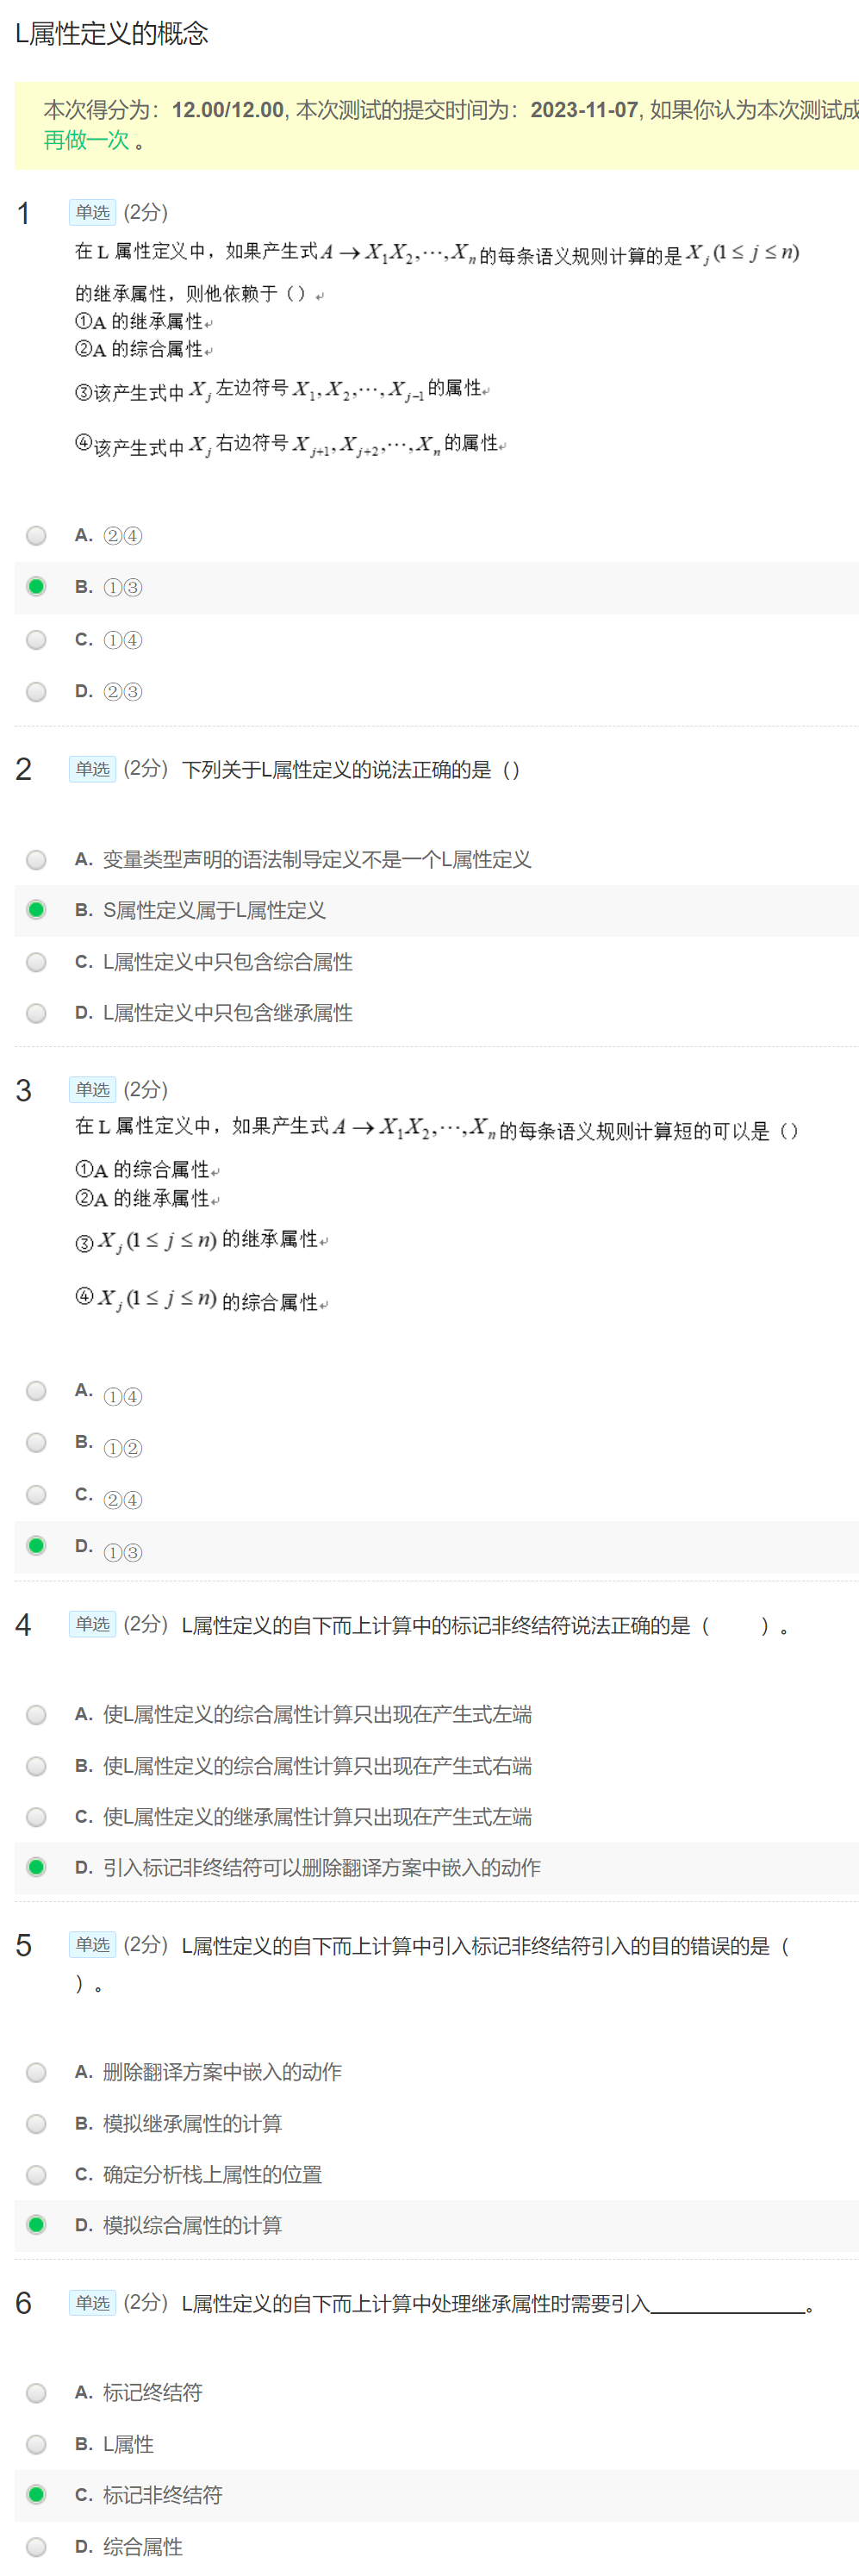 L属性定义的概念
本次得分为：12.00/12.00, 本次测试的提交时间为：2023-11-07, 如果你认为本次测试成
再做一次 。
1 单选 (2分)
在 L 属性定义中，如果产生式 A → X₁X₂,⋯,Xₙ 的每条语义规则计算的是 Xⱼ (1 ≤ j ≤ n)
的继承属性，则他依赖于（）
①A 的继承属性
②A 的综合属性
③该产生式中 Xⱼ 左边符号 X₁, X₂,⋯, Xⱼ₋₁ 的属性
④该产生式中 Xⱼ 右边符号 Xⱼ₊₁, Xⱼ₊₂,⋯, Xₙ 的属性
A. ②④
B. ①③
C. ①④
D. ②③
2 单选 (2分) 下列关于L属性定义的说法正确的是（）
A. 变量类型声明的语法制导定义不是一个L属性定义
B. S属性定义属于L属性定义
C. L属性定义中只包含综合属性
D. L属性定义中只包含继承属性
3 单选 (2分)
在 L 属性定义中，如果产生式 A → X₁X₂,⋯,Xₙ 的每条语义规则计算短的可以是（）
①A 的综合属性
②A 的继承属性
③ Xⱼ (1 ≤ j ≤ n) 的继承属性
④ Xⱼ (1 ≤ j ≤ n) 的综合属性
A. ①④
B. ①②
C. ②④
D. ①③
4 单选 (2分) L属性定义的自下而上计算中的标记非终结符说法正确的是（　　）。
A. 使L属性定义的综合属性计算只出现在产生式左端
B. 使L属性定义的综合属性计算只出现在产生式右端
C. 使L属性定义的继承属性计算只出现在产生式左端
D. 引入标记非终结符可以删除翻译方案中嵌入的动作
5 单选 (2分) L属性定义的自下而上计算中引入标记非终结符引入的目的错误的是（
）。
A. 删除翻译方案中嵌入的动作
B. 模拟继承属性的计算
C. 确定分析栈上属性的位置
D. 模拟综合属性的计算
6 单选 (2分) L属性定义的自下而上计算中处理继承属性时需要引入______________。
A. 标记终结符
B. L属性
C. 标记非终结符
D. 综合属性